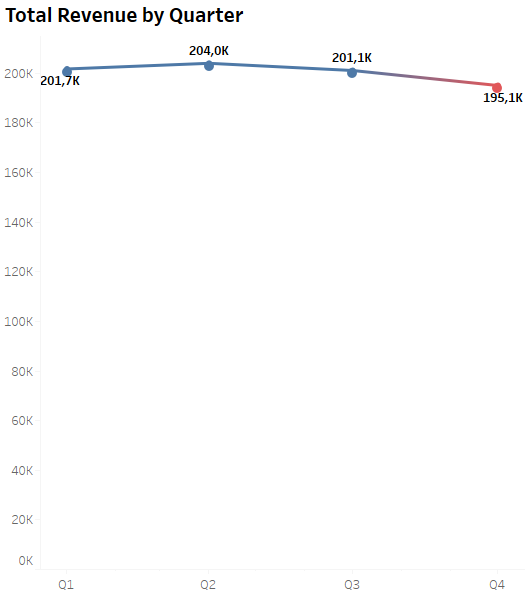 Total Revenue by Quarter
204,0K
201,1K
201,7K
195,1K
200K
180K
160K
140K
120K
100K
80K
60K
40K
20K
0K
Q1 Q2 Q3 Q4